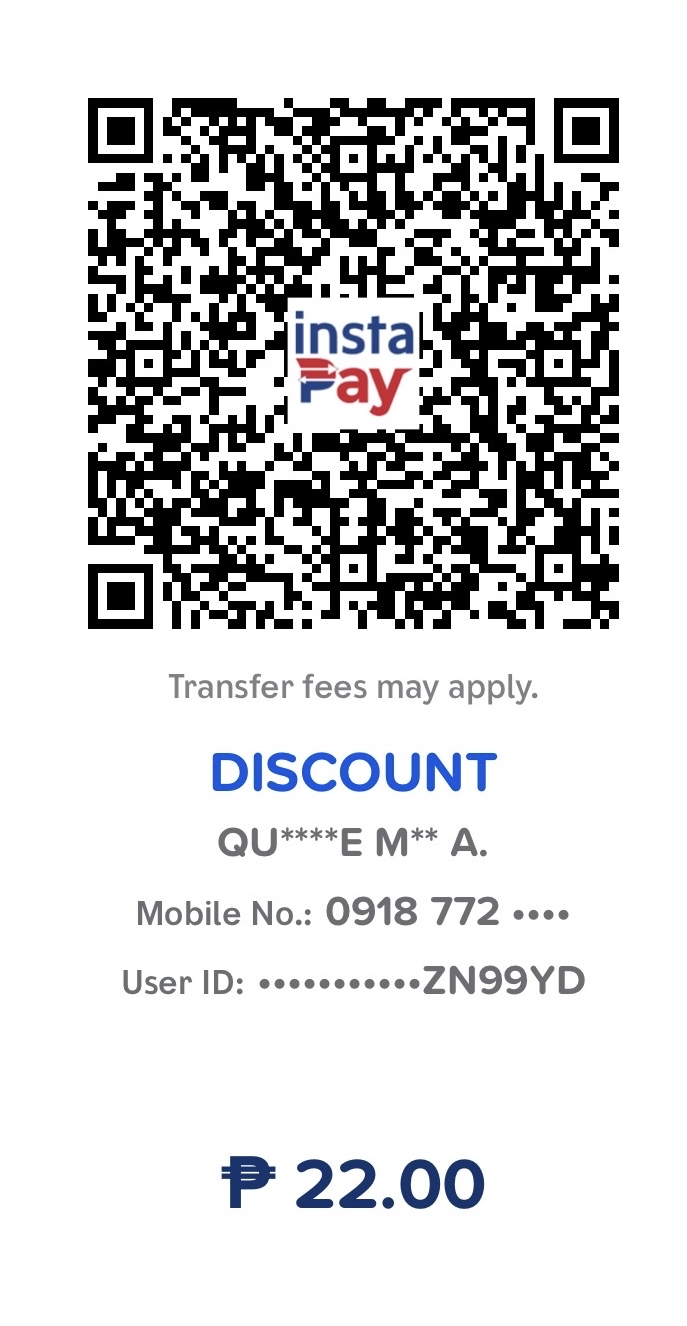 insta
Pay
Transfer fees may apply.
DISCOUNT
QU****E M** A.
Mobile No.: 0918 772 ••••
User ID: •••••••••••ZN99YD
₱ 22.00